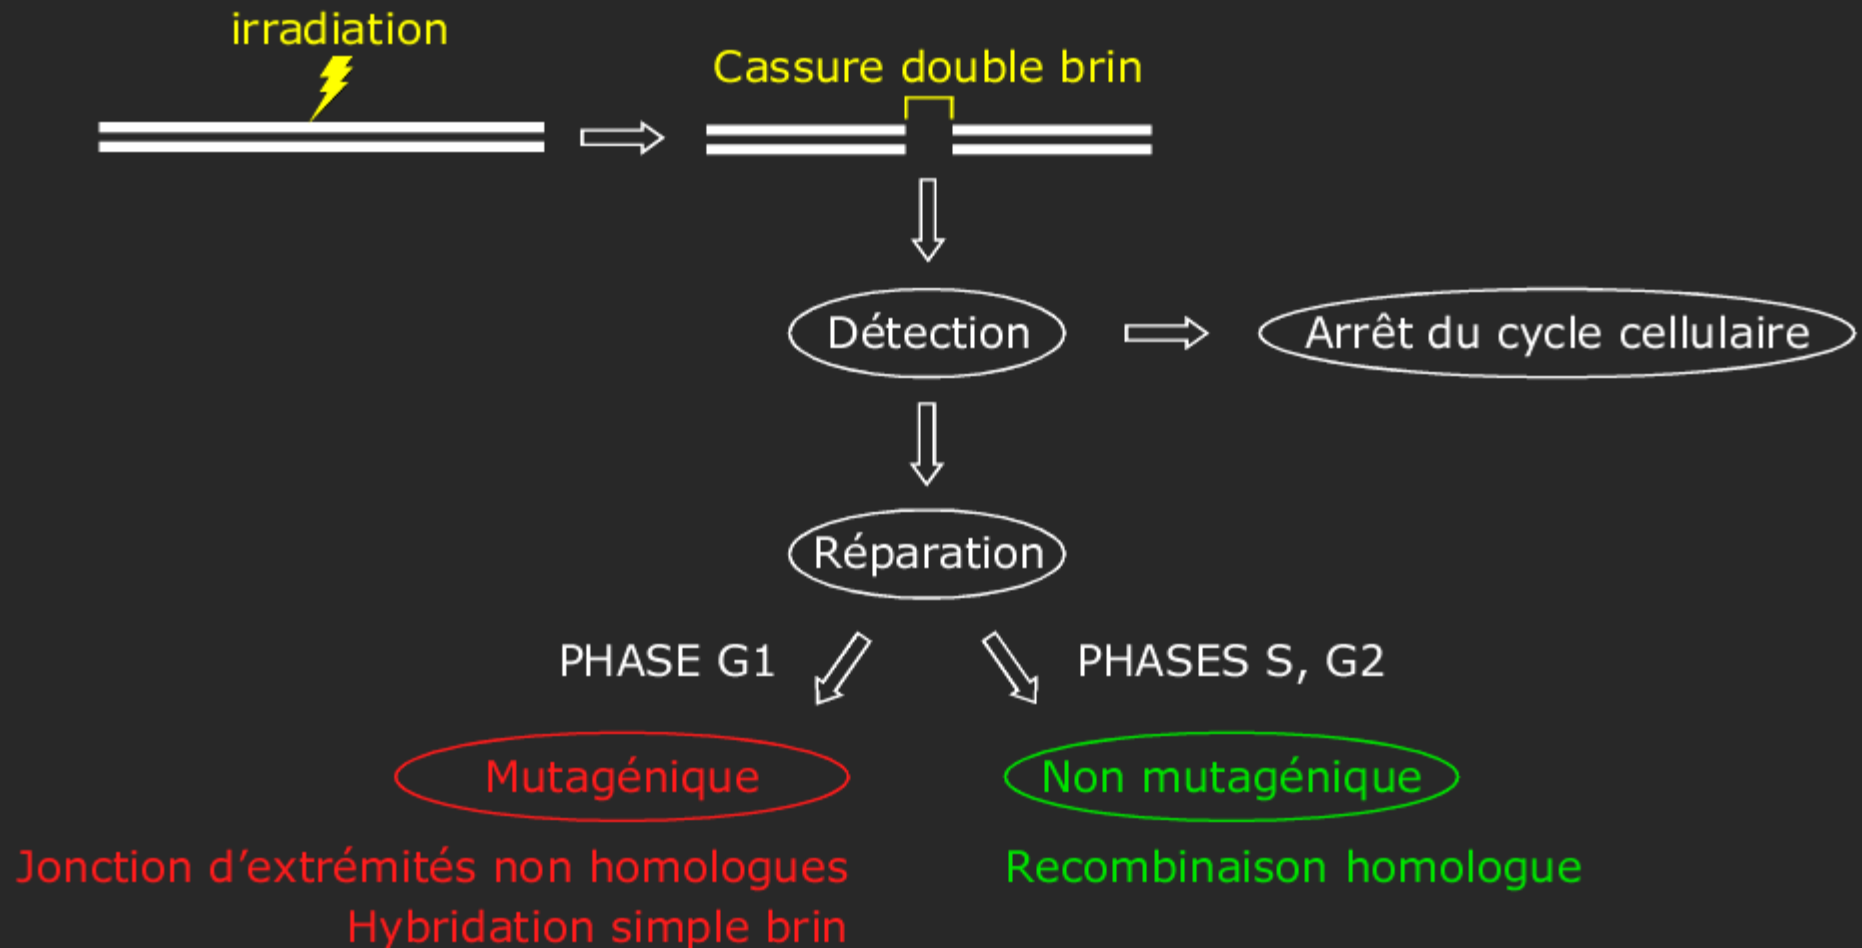 irradiation
Cassure double brin
Détection
Arrêt du cycle cellulaire
Réparation
PHASE G1
PHASES S, G2
Mutagénique
Non mutagénique
Jonction d’extrémités non homologues
Recombinaison homologue
Hybridation simple brin